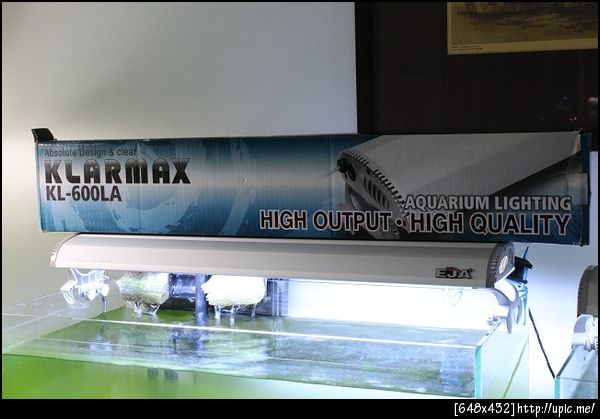 Absolute Design & clear
KLARMAX
KL-600LA
AQUARIUM LIGHTING
HIGH OUTPUT · HIGH QUALITY
EJA
[648x432]http://upic.me/